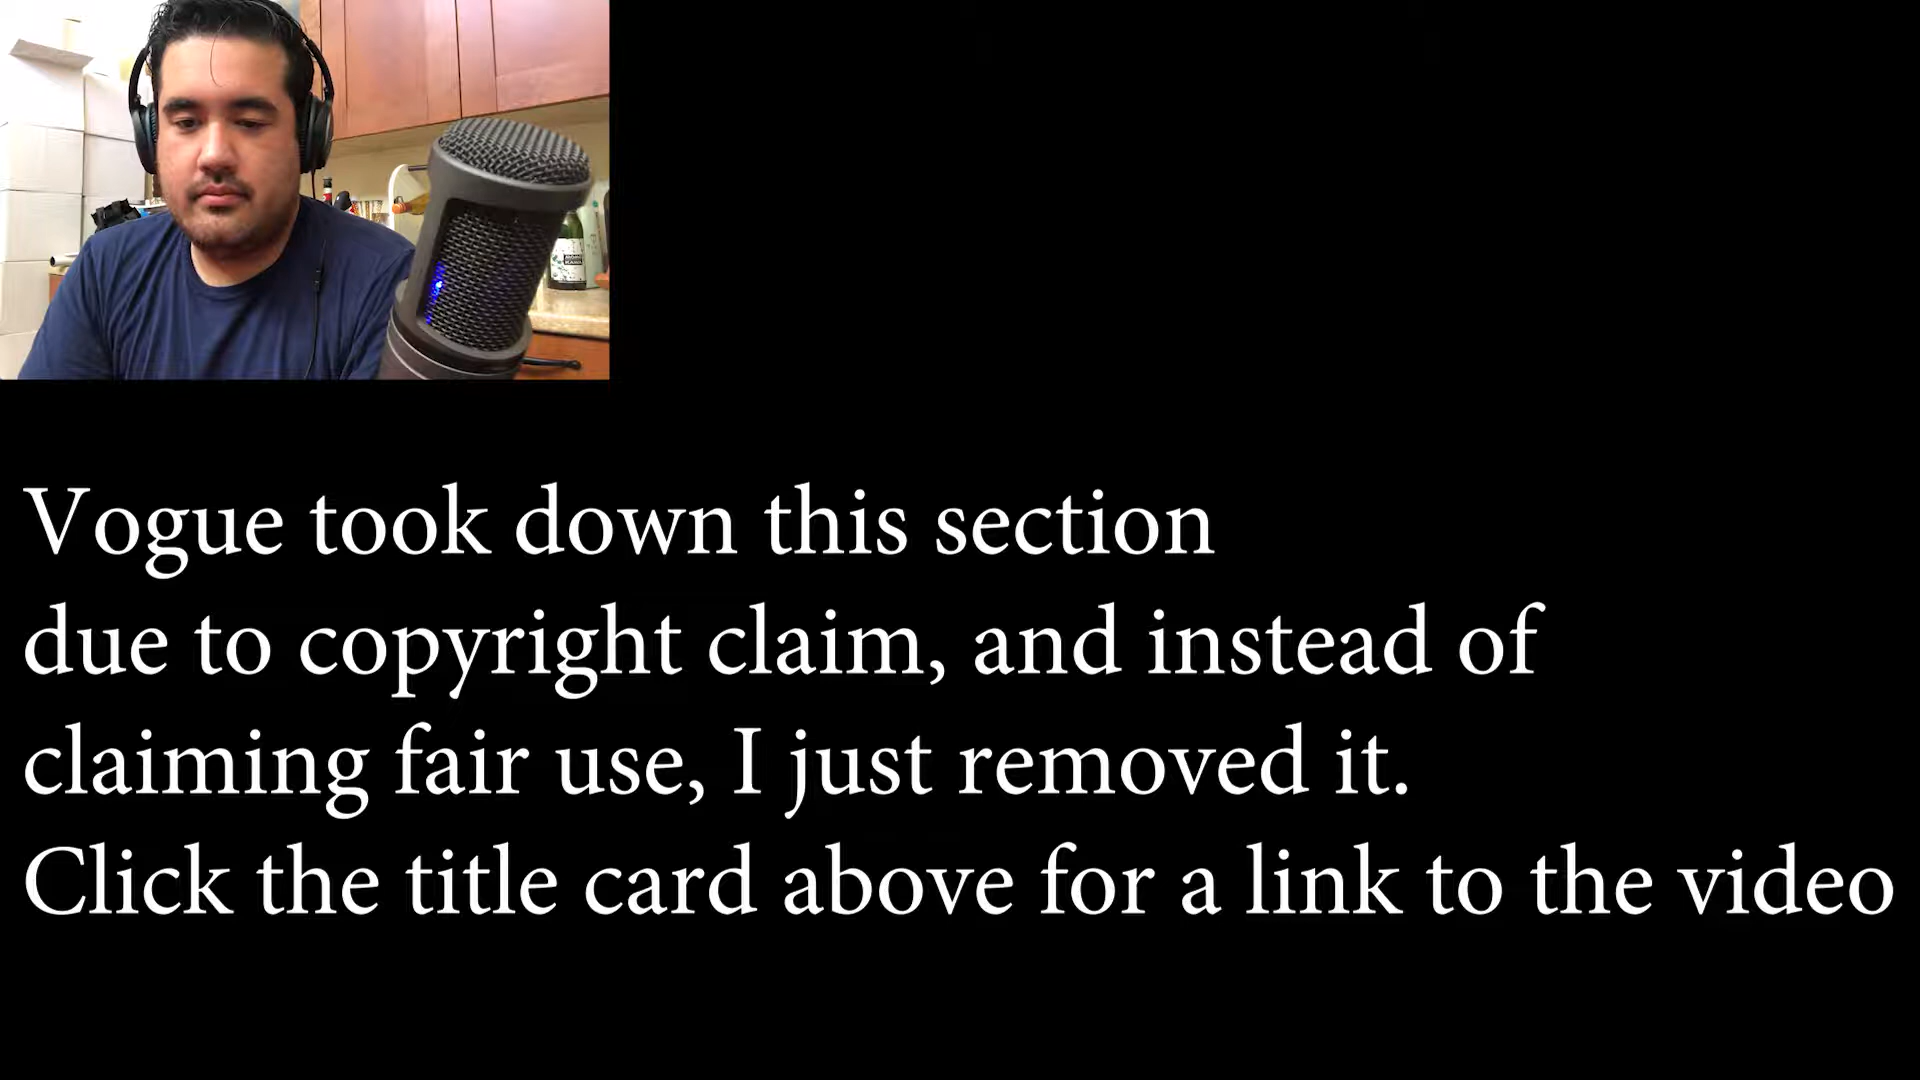 Vogue took down this section
due to copyright claim, and instead of
claiming fair use, I just removed it.
Click the title card above for a link to the video